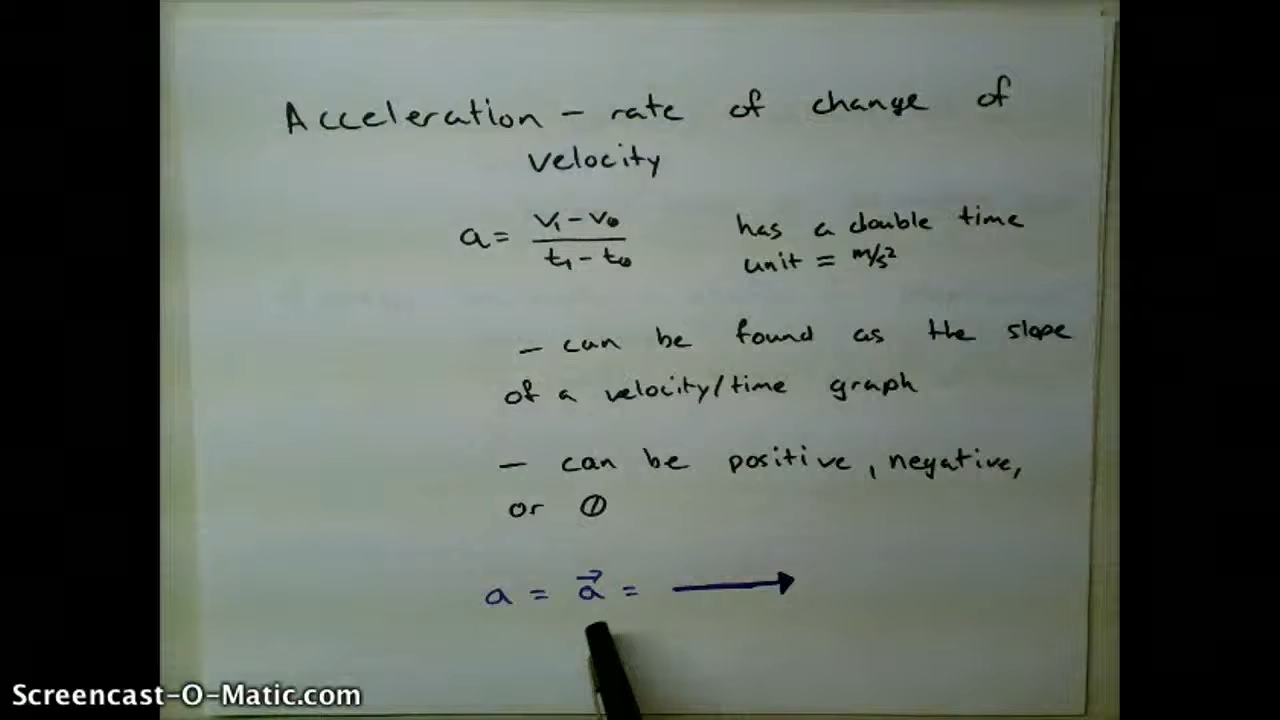 Acceleration – rate of change of
velocity
a = v₁ – v₀ / t₁ – t₀
has a double time
unit = m/s²
– can be found as the slope
of a velocity/time graph
– can be positive, negative,
or 0
a = a⃗ = →
Screencast-O-Matic.com